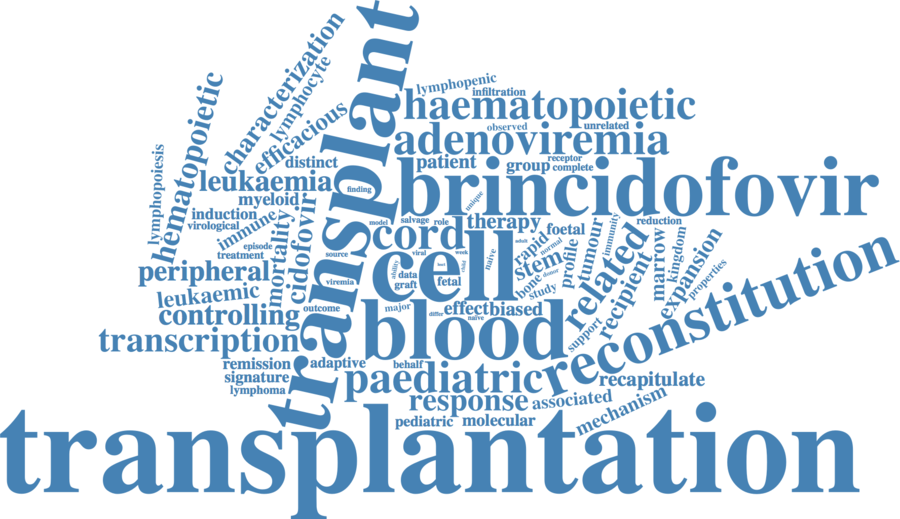 transplant
characterization
lymphocyte
efficacious
hematopoietic
lymphopoiesis
lymphopenic
infiltration
haematopoietic
observed
unrelated
adenoviremia
distinct
patient
group
receptor
complete
leukaemia
finding
brincidofovir
unique
myeloid
induction
virological
immune
episode
treatment
mortality
cidofovir
source
model
salvage
role
therapy
cord
cell
viral
week
naive
adult
rapid
normal
foetal
stem
bone
donor
study
profile
tumour
immunity
reduction
related
recipient
support
marrow
kingdom
expansion
properties
peripheral
viremia
ability
data
graft
fetal
child
leukaemic
controlling
outcome
major
differ
effect
biased
naïve
transcription
blood
reconstitution
remission
adaptive
behalf
signature
lymphoma
paediatric
recapitulate
response
associated
mechanism
pediatric
molecular
transplantation